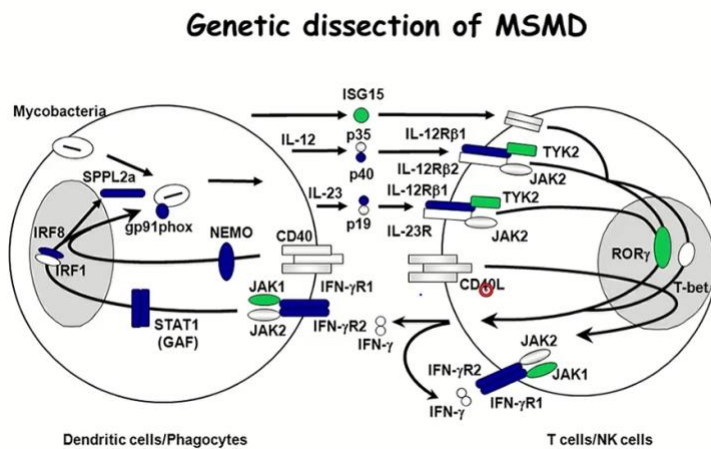 Genetic dissection of MSMD
Mycobacteria
SPPL2a
IRF8
IRF1
gp91phox
NEMO
STAT1
(GAF)
CD40
IFN-γR1
JAK1
JAK2
IFN-γR2
IFN-γ
ISG15
IL-12
p35
p40
IL-12Rβ1
IL-12Rβ2
TYK2
JAK2
IL-23
p19
IL-12Rβ1
IL-23R
TYK2
JAK2
CD40L
RORγ
T-bet
JAK2
IFN-γR2
JAK1
IFN-γR1
IFN-γ
Dendritic cells/Phagocytes
T cells/NK cells